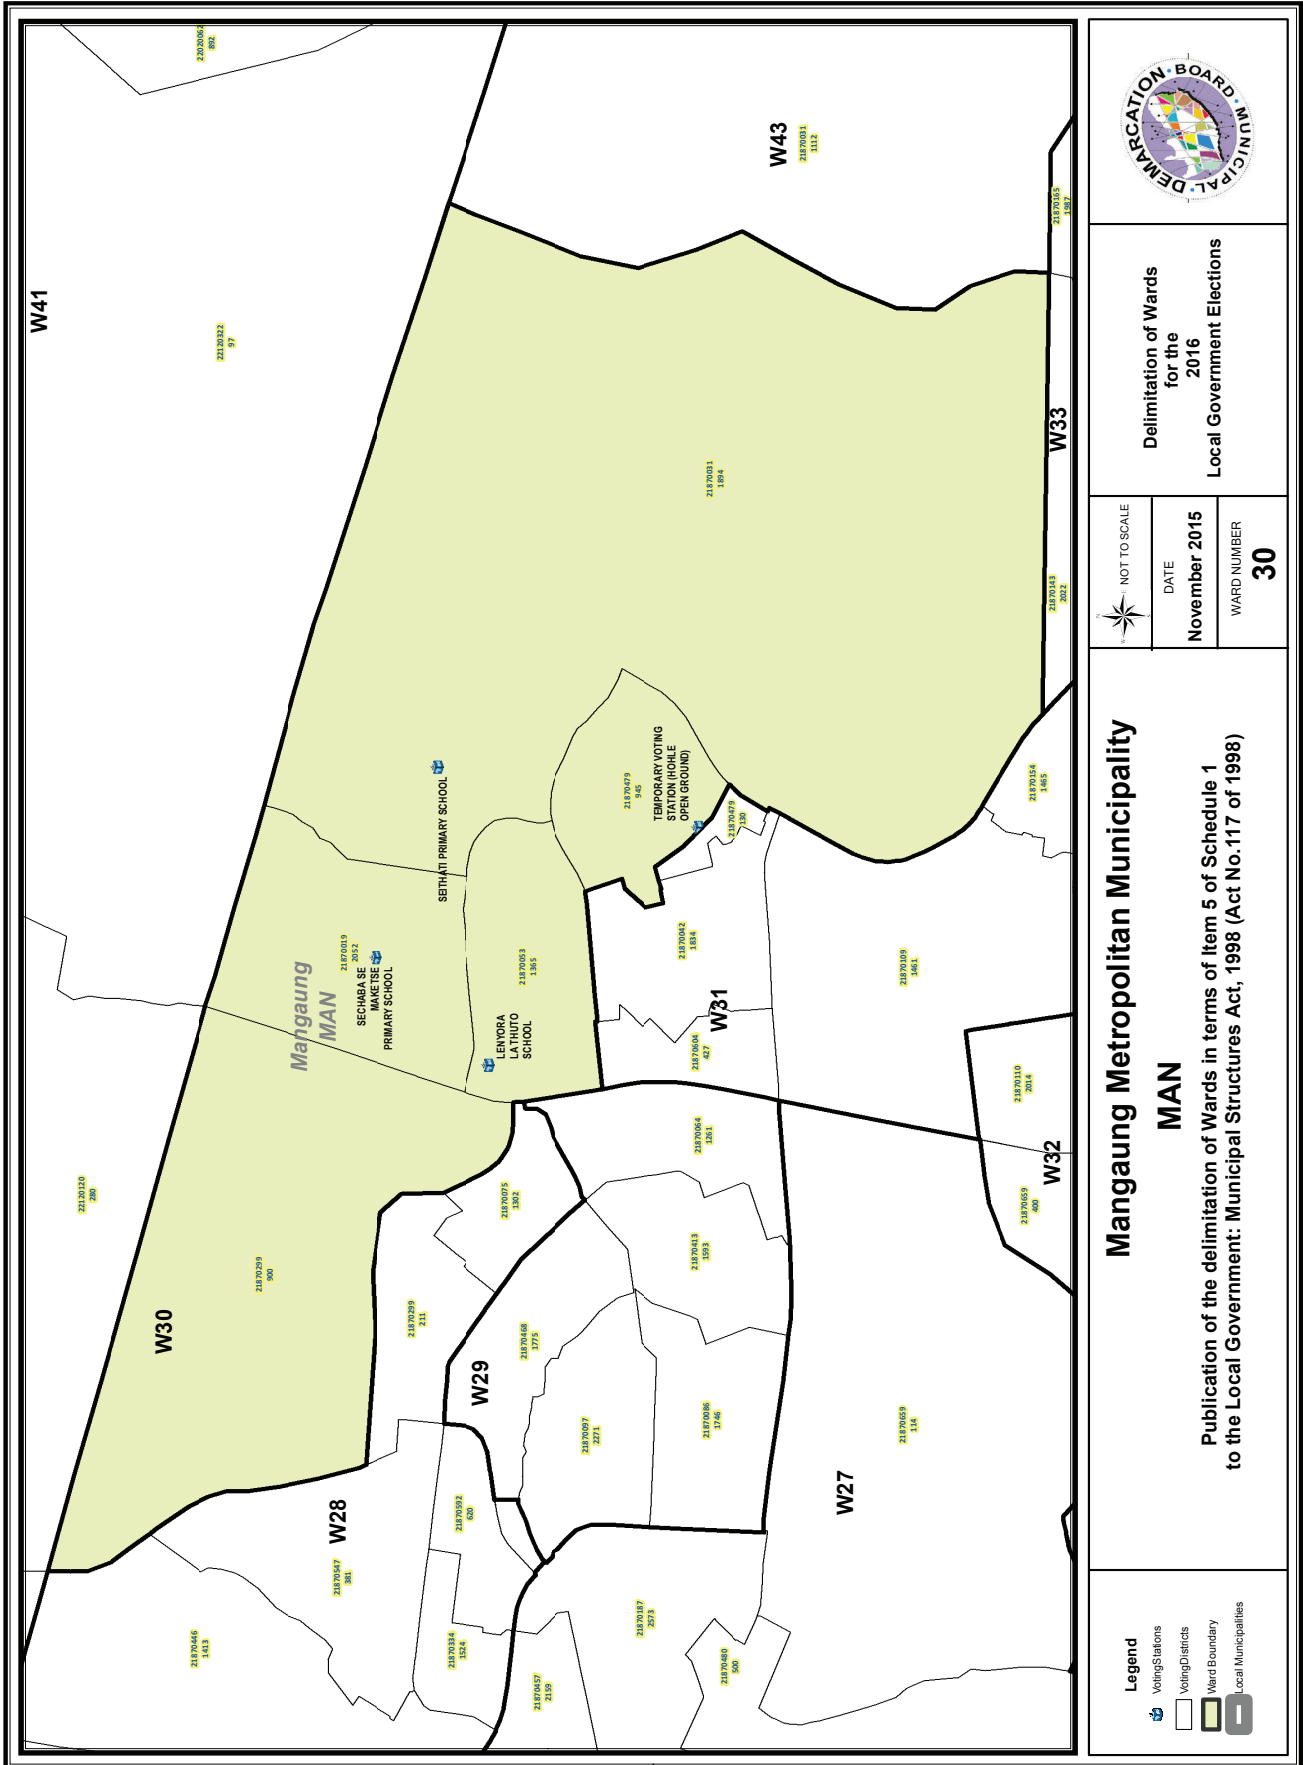 W41
22020062
892
22120322
97
W43
21870031
1112
21870165
1987
21870031
1894
W33
21870143
2022
SEITHATI PRIMARY SCHOOL
21870479
945
TEMPORARY VOTING
STATION (HOHLE
OPEN GROUND)
21870479
130
21870154
1465
Mangaung
MAN
21870019
2052
SECHABA SE
MAKETSE
PRIMARY SCHOOL
21870053
1365
LENYORA
LA THUTO
SCHOOL
21870042
1834
21870604
427
W31
21870109
1461
21870110
2014
W32
21870659
400
22120120
280
21870299
900
W30
21870299
211
21870075
1302
21870064
1261
21870413
1593
21870468
1775
W29
21870097
2271
21870086
1746
21870659
114
W27
W28
21870547
381
21870592
620
21870446
1413
21870334
1524
21870457
2159
21870187
2573
21870480
500
Legend
VotingStations
VotingDistricts
Ward Boundary
Local Municipalities
Mangaung Metropolitan Municipality
MAN
Publication of the delimitation of Wards in terms of Item 5 of Schedule 1
to the Local Government: Municipal Structures Act, 1998 (Act No.117 of 1998)
N
W
E
S
NOT TO SCALE
DATE
November 2015
WARD NUMBER
30
Delimitation of Wards
for the
2016
Local Government Elections
MUNICIPAL DEMARCATION BOARD